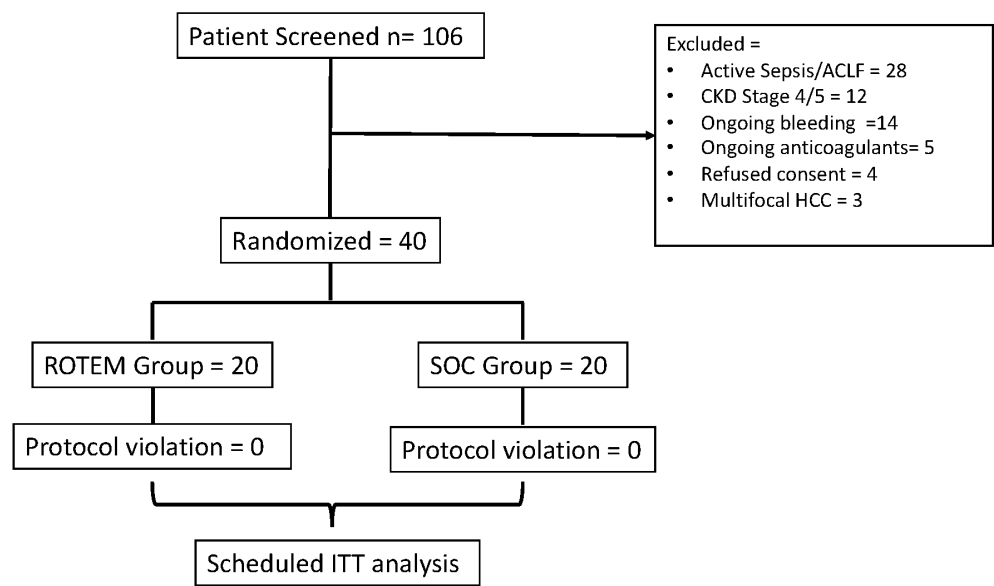 Patient Screened n= 106
Excluded =
• Active Sepsis/ACLF = 28
• CKD Stage 4/5 = 12
• Ongoing bleeding =14
• Ongoing anticoagulants= 5
• Refused consent = 4
• Multifocal HCC = 3
Randomized = 40
ROTEM Group = 20
SOC Group = 20
Protocol violation = 0
Protocol violation = 0
Scheduled ITT analysis